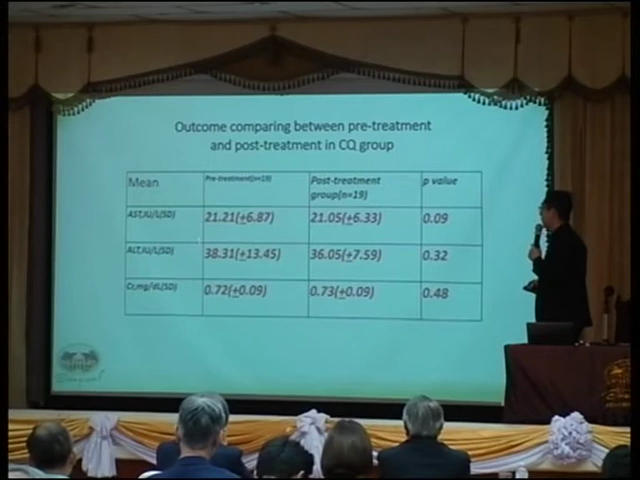 Outcome comparing between pre-treatment
and post-treatment in CQ group
Mean
Pre-treatment(n=19)
Post-treatment
group(n=19)
p value
AST,IU/L(SD)
21.21(+6.87)
21.05(+6.33)
0.09
ALT,IU/L(SD)
38.31(+13.45)
36.05(+7.59)
0.32
Cr,mg/dL(SD)
0.72(+0.09)
0.73(+0.09)
0.48